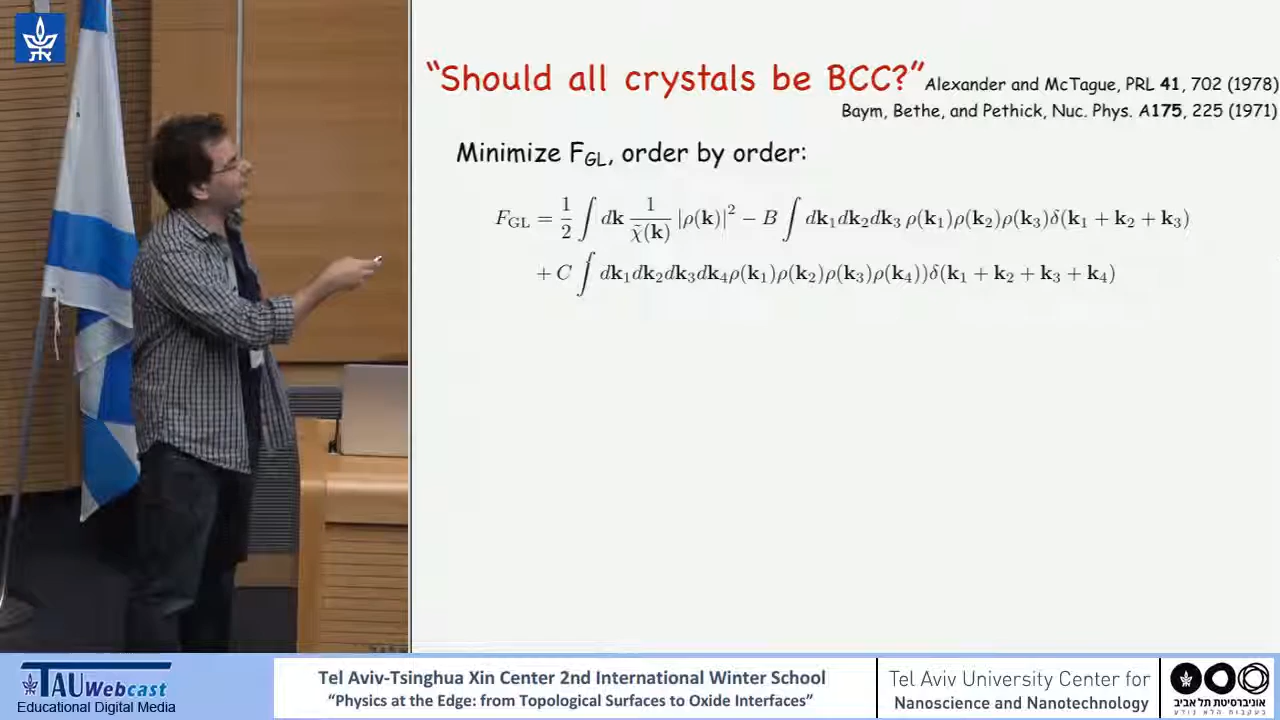 “Should all crystals be BCC?” Alexander and McTague, PRL 41, 702 (1978)
Baym, Bethe, and Pethick, Nuc. Phys. A175, 225 (1971)
Minimize F_GL, order by order:
F_GL = 1/2 ∫ dk 1/χ̃(k) |ρ(k)|² − B ∫ dk₁dk₂dk₃ ρ(k₁)ρ(k₂)ρ(k₃)δ(k₁ + k₂ + k₃)
+ C ∫ dk₁dk₂dk₃dk₄ρ(k₁)ρ(k₂)ρ(k₃)ρ(k₄))δ(k₁ + k₂ + k₃ + k₄)
TAUWebcast
Educational Digital Media
Tel Aviv-Tsinghua Xin Center 2nd International Winter School
“Physics at the Edge: from Topological Surfaces to Oxide Interfaces”
Tel Aviv University Center for
Nanoscience and Nanotechnology
אוניברסיטת תל אביב